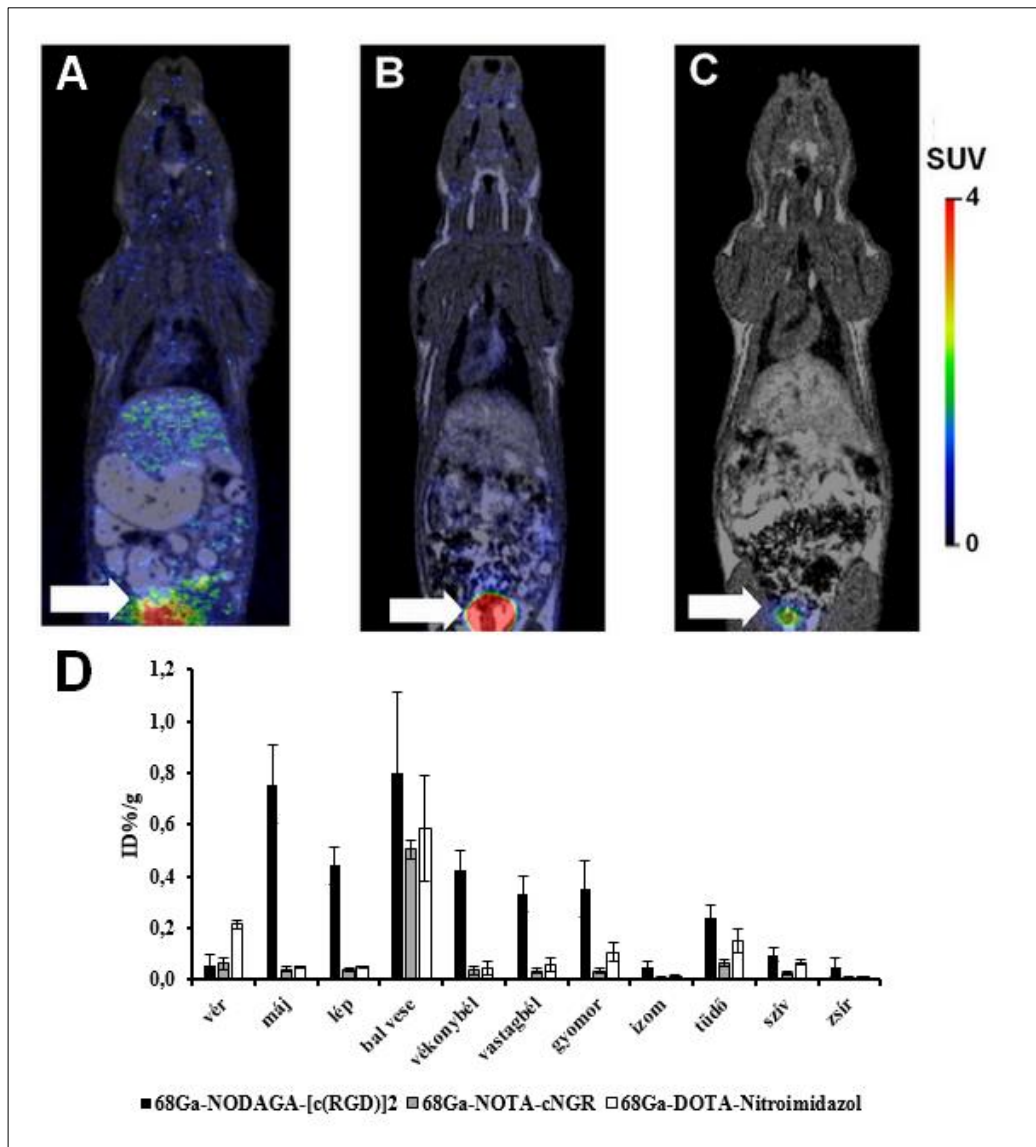 A
B
C
SUV
4
0
D
1,2
1,0
0,8
0,6
0,4
0,2
0,0
ID%/g
vér
máj
lép
bal vese
vékonybél
vastagbél
gyomor
izom
tüdő
szív
zsír
68Ga-NODAGA-[c(RGD)]2 68Ga-NOTA-cNGR 68Ga-DOTA-Nitroimidazol